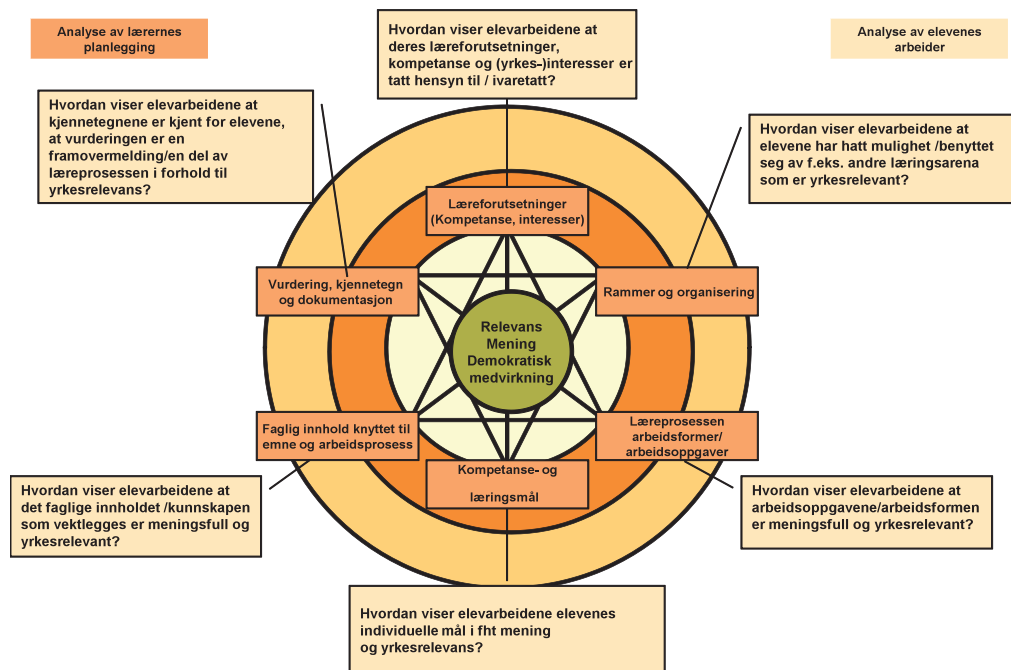 Analyse av lærernes
planlegging
Hvordan viser elevarbeidene at
deres læreforutsetninger,
kompetanse og (yrkes-)interesser er
tatt hensyn til / ivaretatt?
Analyse av elevenes
arbeider
Hvordan viser elevarbeidene at
kjennetegnene er kjent for elevene,
at vurderingen er en
framovermelding/en del av
læreprosessen i forhold til
yrkesrelevans?
Hvordan viser elevarbeidene at
elevene har hatt mulighet /benyttet
seg av f.eks. andre læringsarena
som er yrkesrelevant?
Læreforutsetninger
(Kompetanse, interesser)
Vurdering, kjennetegn
og dokumentasjon
Rammer og organisering
Relevans
Mening
Demokratisk
medvirkning
Faglig innhold knyttet til
emne og arbeidsprosess
Læreprosessen
arbeidsformer/
arbeidsoppgaver
Kompetanse- og
læringsmål
Hvordan viser elevarbeidene at
det faglige innholdet /kunnskapen
som vektlegges er meningsfull og
yrkesrelevant?
Hvordan viser elevarbeidene at
arbeidsoppgavene/arbeidsformen
er meningsfull og yrkesrelevant?
Hvordan viser elevarbeidene elevenes
individuelle mål i fht mening
og yrkesrelevans?